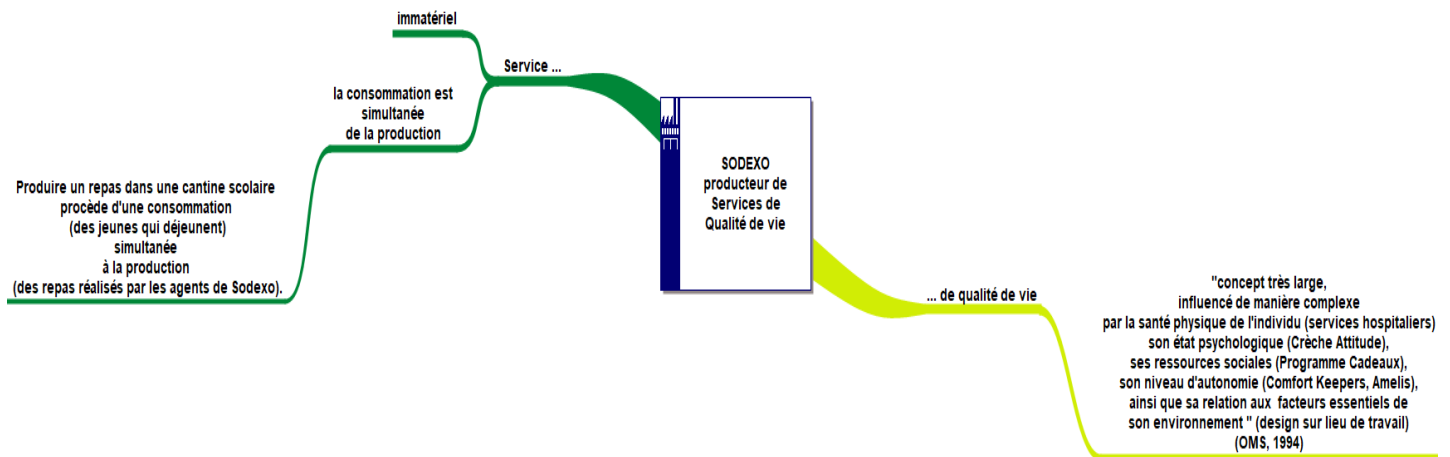 immatériel
Service ...
la consommation est
simultanée
de la production
Produire un repas dans une cantine scolaire
procède d'une consommation
(des jeunes qui déjeunent)
simultanée
à la production
(des repas réalisés par les agents de Sodexo).
SODEXO
producteur de
Services de
Qualité de vie
... de qualité de vie
"concept très large,
influencé de manière complexe
par la santé physique de l'individu (services hospitaliers)
son état psychologique (Crèche Attitude),
ses ressources sociales (Programme Cadeaux),
son niveau d'autonomie (Comfort Keepers, Amelis),
ainsi que sa relation aux facteurs essentiels de
son environnement " (design sur lieu de travail)
(OMS, 1994)